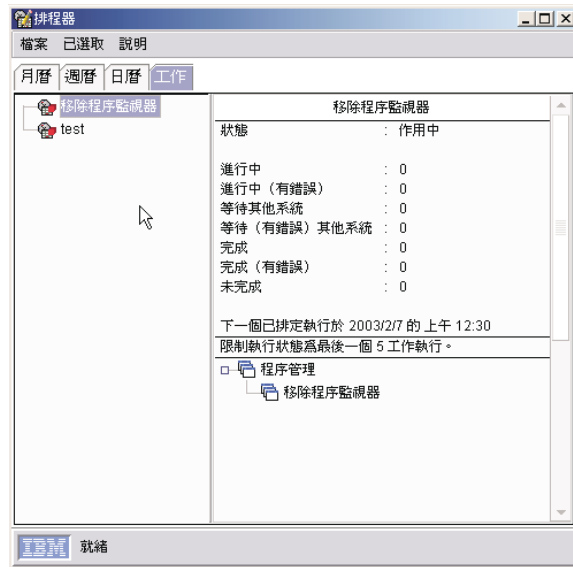 排程器
檔案 已選取 說明
月曆 週曆 日曆 工作
移除程序監視器
test
移除程序監視器
狀態 : 作用中
進行中 : 0
進行中（有錯誤） : 0
等待其他系統 : 0
等待（有錯誤）其他系統 : 0
完成 : 0
完成（有錯誤） : 0
未完成 : 0
下一個已排定執行於 2003/2/7 的 上午 12:30
限制執行狀態爲最後一個 5 工作執行。
程序管理
移除程序監視器
IBM 就緒